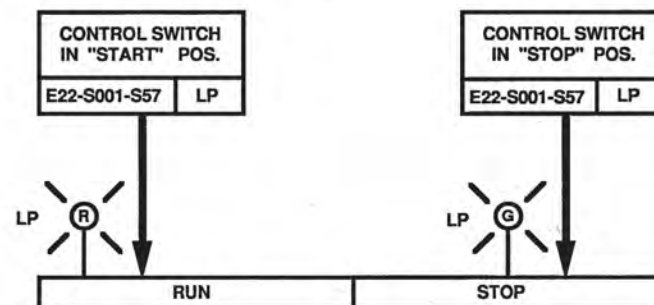 CONTROL SWITCH
IN "START" POS.
E22-S001-S57 LP
CONTROL SWITCH
IN "STOP" POS.
E22-S001-S57 LP
LP R
LP G
RUN STOP